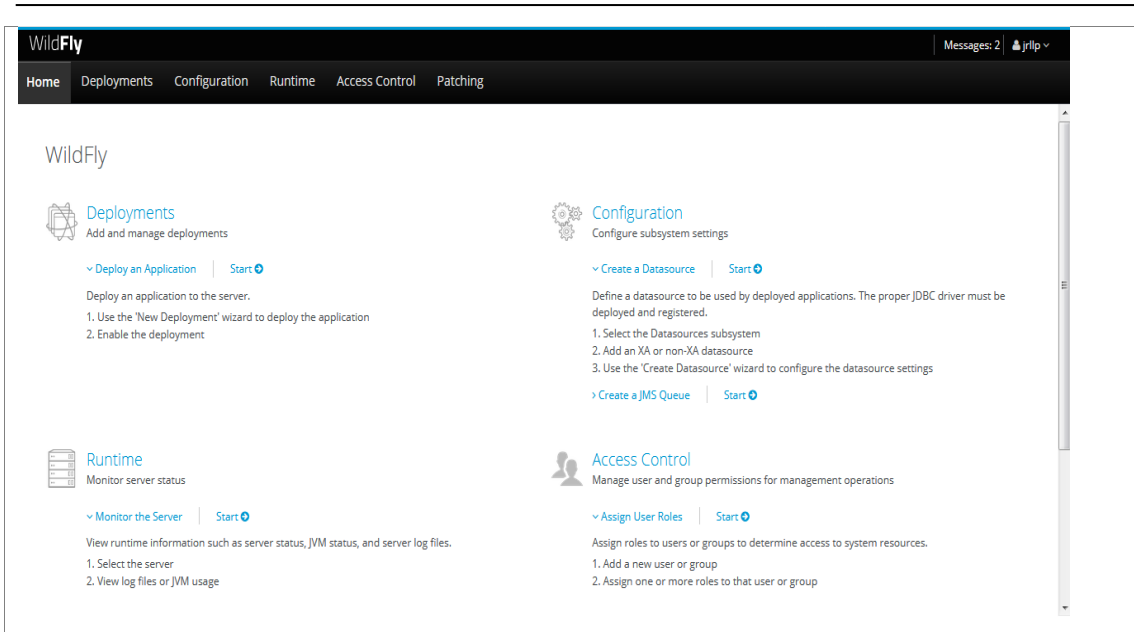 WildFly
Messages: 2 jrllp
Home Deployments Configuration Runtime Access Control Patching
WildFly
Deployments
Add and manage deployments
Deploy an Application Start
Deploy an application to the server.
1. Use the 'New Deployment' wizard to deploy the application
2. Enable the deployment
Configuration
Configure subsystem settings
Create a Datasource Start
Define a datasource to be used by deployed applications. The proper JDBC driver must be
deployed and registered.
1. Select the Datasources subsystem
2. Add an XA or non-XA datasource
3. Use the 'Create Datasource' wizard to configure the datasource settings
Create a JMS Queue Start
Runtime
Monitor server status
Monitor the Server Start
View runtime information such as server status, JVM status, and server log files.
1. Select the server
2. View log files or JVM usage
Access Control
Manage user and group permissions for management operations
Assign User Roles Start
Assign roles to users or groups to determine access to system resources.
1. Add a new user or group
2. Assign one or more roles to that user or group